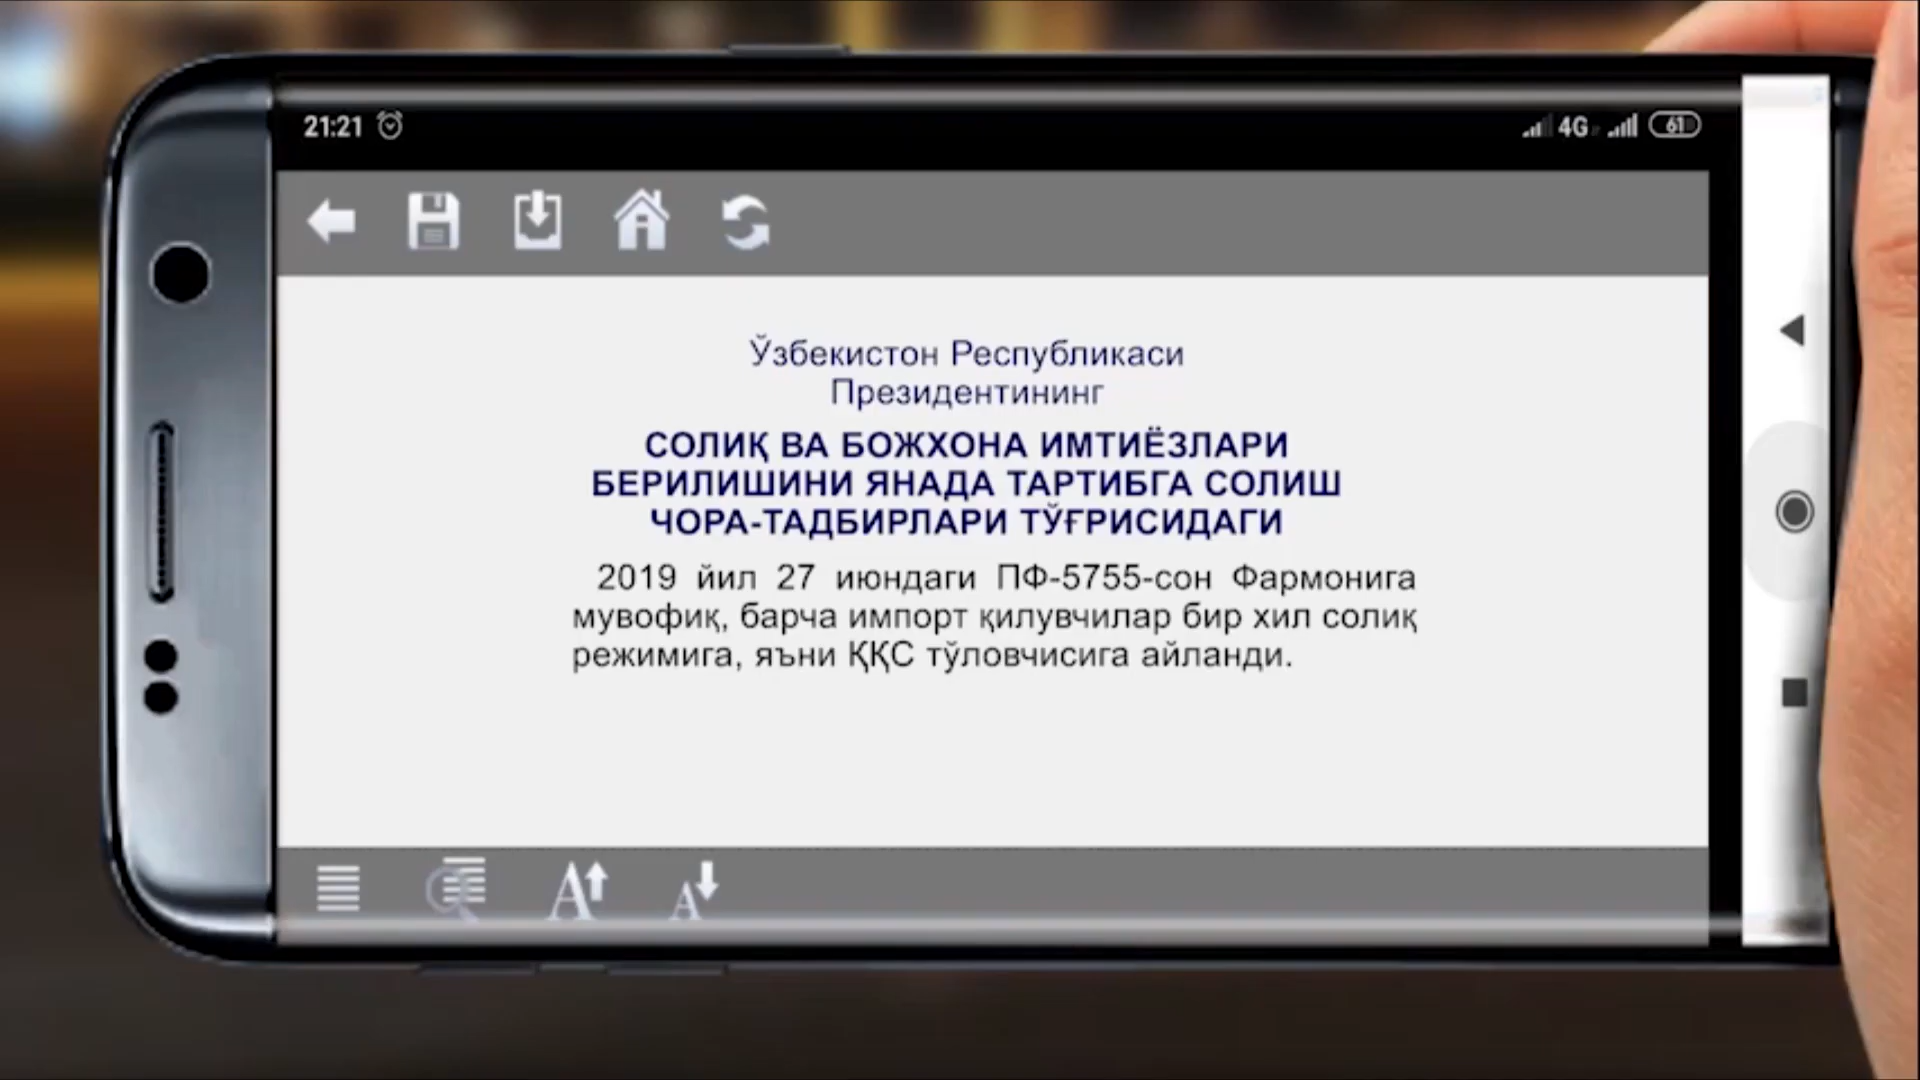 21:21
4G
61
Ўзбекистон Республикаси
Президентининг
СОЛИҚ ВА БОЖХОНА ИМТИЁЗЛАРИ
БЕРИЛИШИНИ ЯНАДА ТАРТИБГА СОЛИШ
ЧОРА-ТАДБИРЛАРИ ТЎҒРИСИДАГИ
2019 йил 27 июндаги ПФ-5755-сон Фармонига
мувофиқ, барча импорт қилувчилар бир хил солиқ
режимига, яъни ҚҚС тўловчисига айланди.